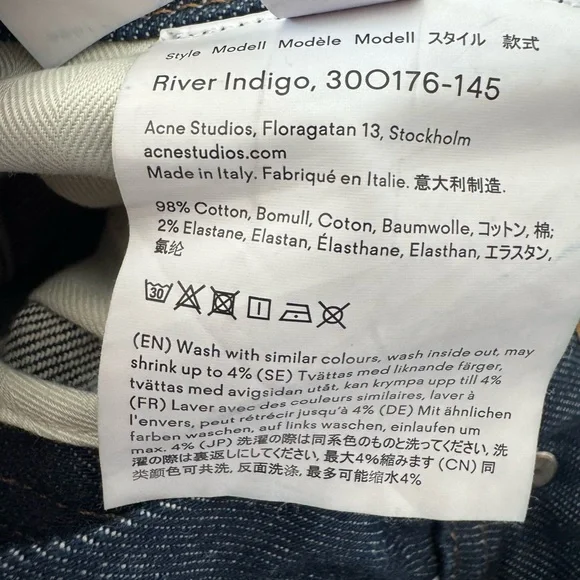 Style Modell Modèle Modell スタイル 款式
River Indigo, 30O176-145
Acne Studios, Floragatan 13, Stockholm
acnestudios.com
Made in Italy. Fabriqué en Italie. 意大利制造.
98% Cotton, Bomull, Coton, Baumwolle, コットン, 棉;
2% Elastane, Elastan, Élasthane, Elasthan, エラスタン,
氨纶
30
(EN) Wash with similar colours, wash inside out, may
shrink up to 4% (SE) Tvättas med liknande färger,
tvättas med avigsidan utåt, kan krympa upp till 4%
(FR) Laver avec des couleurs similaires, laver à
l'envers, peut rétrécir jusqu'à 4% (DE) Mit ähnlichen
farben waschen, auf links waschen, einlaufen um
max. 4% (JP) 洗濯の際は同系色のものと洗ってください, 洗
濯の際は裏返しにしてください, 最大4%縮みます (CN) 同
类颜色可共洗, 反面洗涤, 最多可能缩水4%